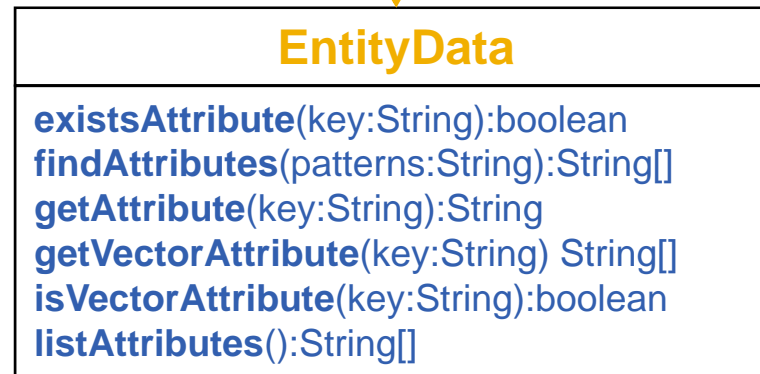 EntityData
existsAttribute(key:String):boolean
findAttributes(patterns:String):String[]
getAttribute(key:String):String
getVectorAttribute(key:String) String[]
isVectorAttribute(key:String):boolean
listAttributes():String[]